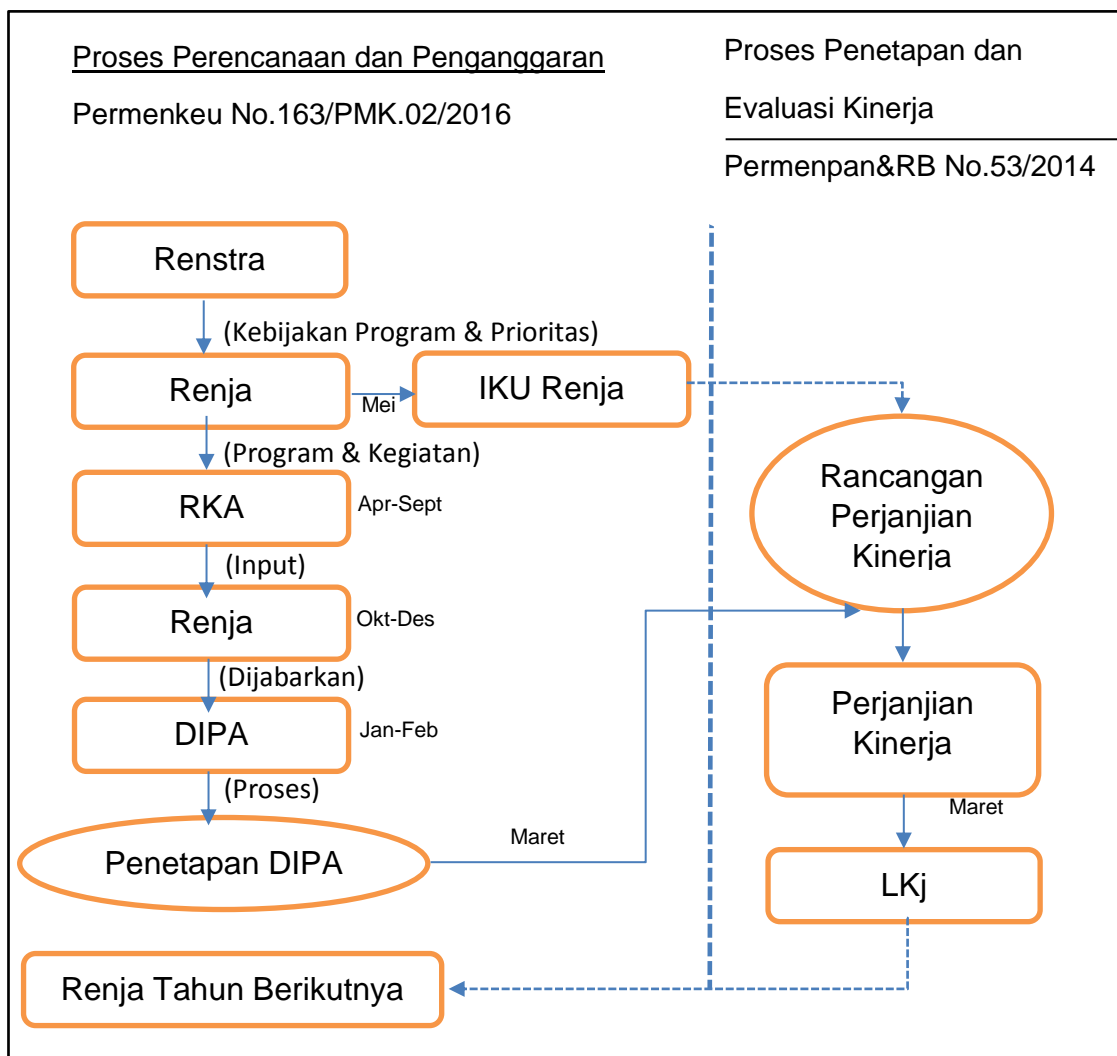 Proses Perencanaan dan Penganggaran
Permenkeu No.163/PMK.02/2016
Proses Penetapan dan
Evaluasi Kinerja
Permenpan&RB No.53/2014
Renstra
(Kebijakan Program & Prioritas)
Renja
Mei
IKU Renja
(Program & Kegiatan)
RKA
Apr-Sept
(Input)
Renja
Okt-Des
(Dijabarkan)
DIPA
Jan-Feb
(Proses)
Penetapan DIPA
Maret
Rancangan
Perjanjian
Kinerja
Perjanjian
Kinerja
Maret
LKj
Renja Tahun Berikutnya